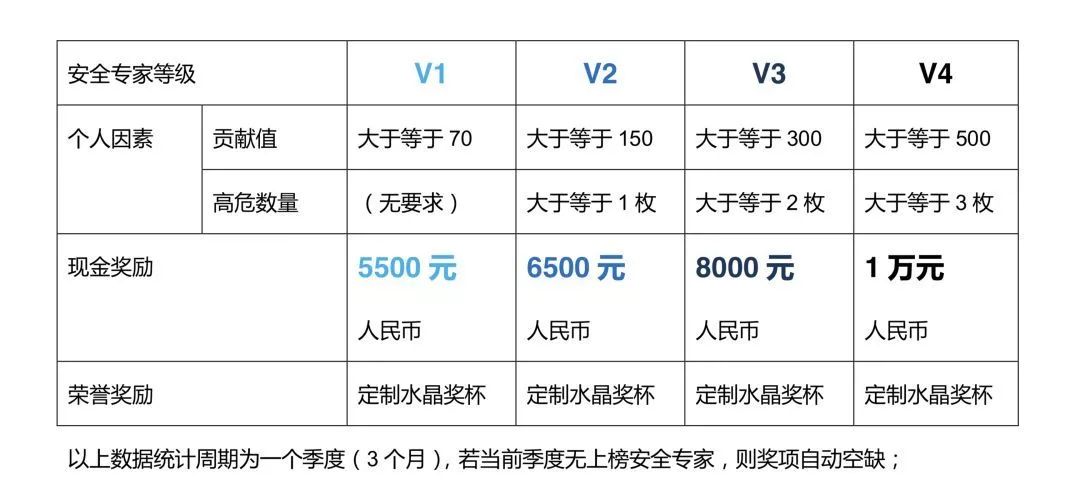 安全专家等级 V1 V2 V3 V4
个人因素 贡献值 大于等于 70 大于等于 150 大于等于 300 大于等于 500
高危数量 （无要求） 大于等于 1 枚 大于等于 2 枚 大于等于 3 枚
现金奖励 5500 元 6500 元 8000 元 1 万元
人民币 人民币 人民币 人民币
荣誉奖励 定制水晶奖杯 定制水晶奖杯 定制水晶奖杯 定制水晶奖杯
以上数据统计周期为一个季度（3 个月），若当前季度无上榜安全专家，则奖项自动空缺；